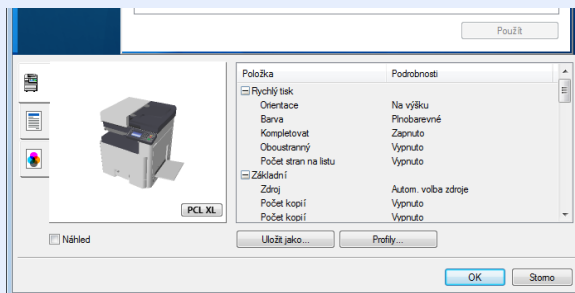 Použít
Položka Podrobnosti
Rychlý tisk
Orientace Na výšku
Barva Plnobarevné
Kompletovat Zapnuto
Oboustranný Vypnuto
Počet stran na listu Vypnuto
Základní
Zdroj Autom. volba zdroje
Počet kopií Vypnuto
Počet kopií Vypnuto
PCL XL
Náhled
Uložit jako... Profily...
OK Storno